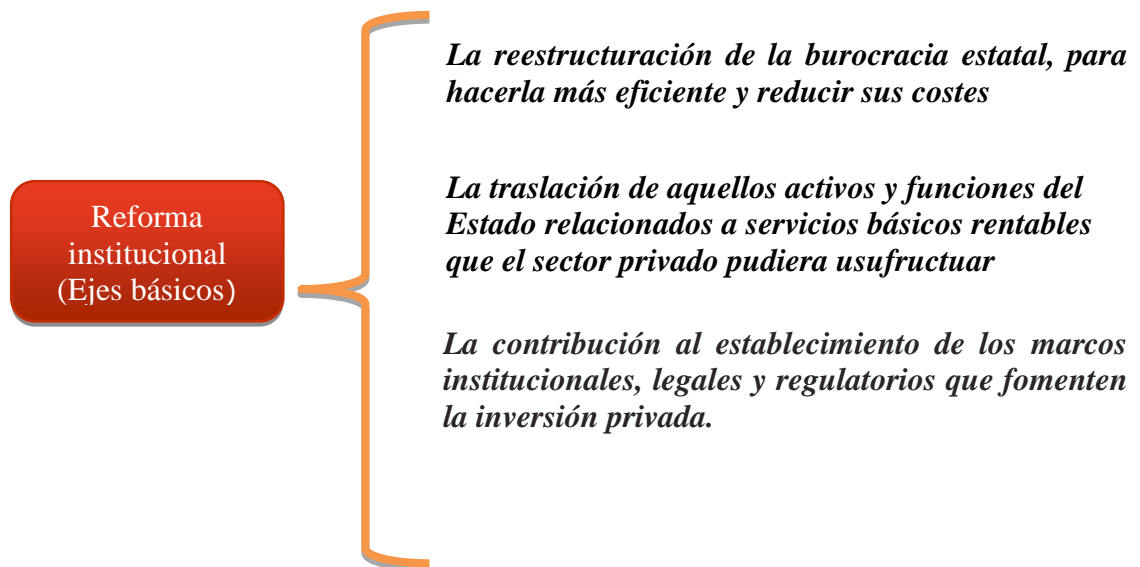 La reestructuración de la burocracia estatal, para
hacerla más eficiente y reducir sus costes
Reforma
institucional
(Ejes básicos)
La traslación de aquellos activos y funciones del
Estado relacionados a servicios básicos rentables
que el sector privado pudiera usufructuar
La contribución al establecimiento de los marcos
institucionales, legales y regulatorios que fomenten
la inversión privada.